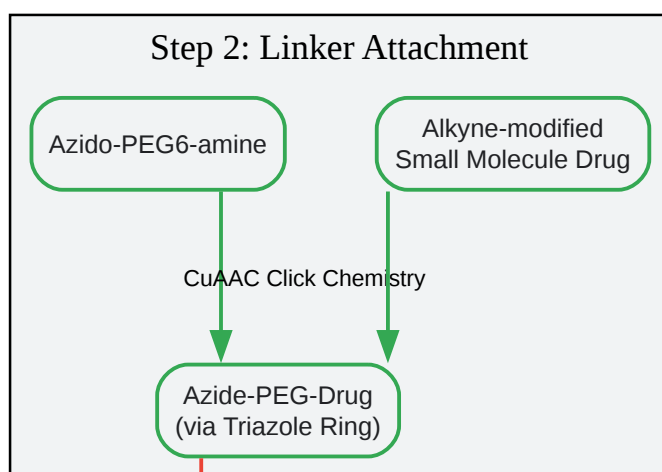 Step 2: Linker Attachment
Azido-PEG6-amine
Alkyne-modified
Small Molecule Drug
CuAAC Click Chemistry
Azide-PEG-Drug
(via Triazole Ring)